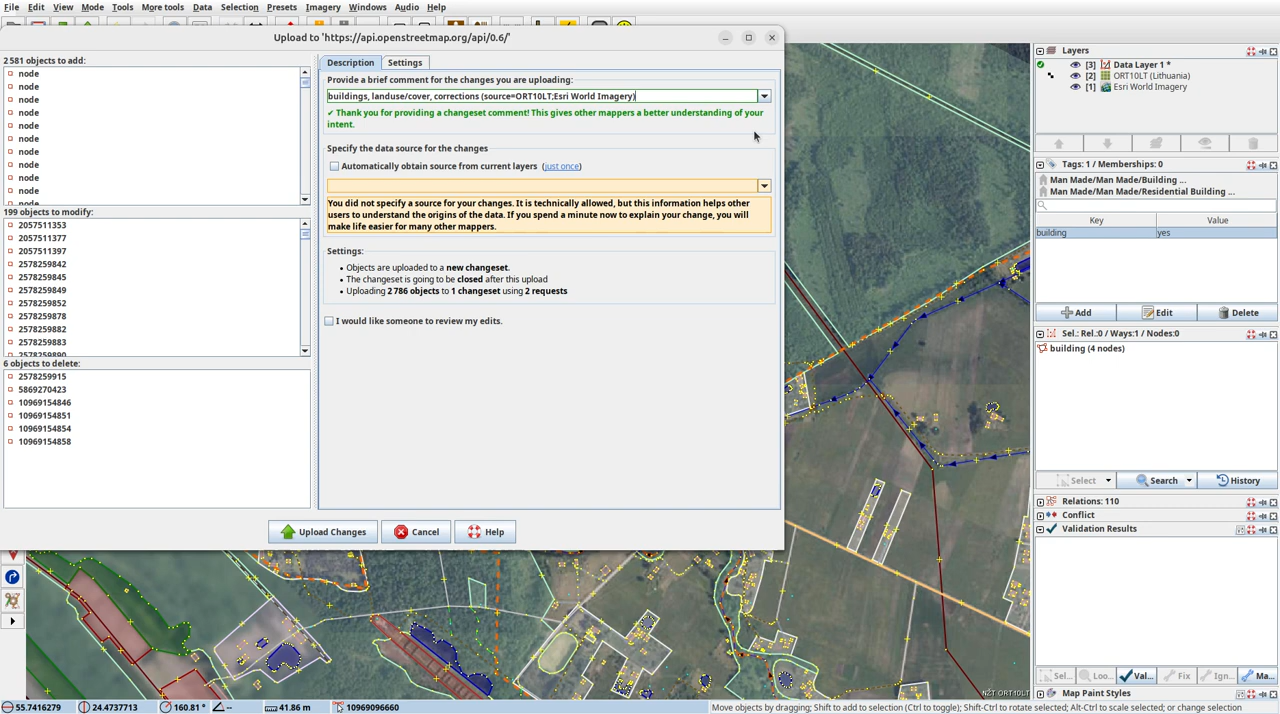 Item
File Edit View Tools More tools Data Selection Presets Imagery Windows Audio Help
Upload to 'https://api.openstreetmap.org/api/0.6/'
2 581 objects to add:
node
node
node
node
node
node
node
node
node
node
node
199 objects to modify:
2057511353
2057511377
2057511397
2578259842
2578259845
2578259849
2578259852
2578259878
2578259882
2578259883
2578259890
6 objects to delete:
2578259915
5869270423
10969154846
10969154851
10969154854
10969154858
Description Settings
Provide a brief comment for the changes you are uploading:
buildings, landuse/cover, corrections (source=ORT10LT;Esri World Imagery)
✔ Thank you for providing a changeset comment! This gives other mappers a better understanding of your
intent.
Specify the data source for the changes
Automatically obtain source from current layers (just once)
You did not specify a source for your changes. It is technically allowed, but this information helps other
users to understand the origins of the data. If you spend a minute now to explain your change, you will
make life easier for many other mappers.
Settings:
• Objects are uploaded to a new changeset.
• The changeset is going to be closed after this upload
• Uploading 2 786 objects to 1 changeset using 2 requests
I would like someone to review my edits.
Upload Changes Cancel Help
Layers
[3] Data Layer 1 *
[2] ORT10LT (Lithuania)
[1] Esri World Imagery
Tags: 1 / Memberships: 0
Man Made/Man Made/Building ...
Man Made/Man Made/Residential Building ...
Key Value
building yes
Add Edit Delete
Sel.: Rel.:0 / Ways:1 / Nodes:0
building (4 nodes)
Select Search History
Relations: 110
Conflict
Validation Results
Sel... Loo... Val... Fix Ign... Ma...
Map Paint Styles
NŽT ORT10LT
55.7416279 24.4737713 160.81 ° -- 41.86 m 10969096660 Move objects by dragging; Shift to add to selection (Ctrl to toggle); Shift-Ctrl to rotate selected; Alt-Ctrl to scale selected; or change selection